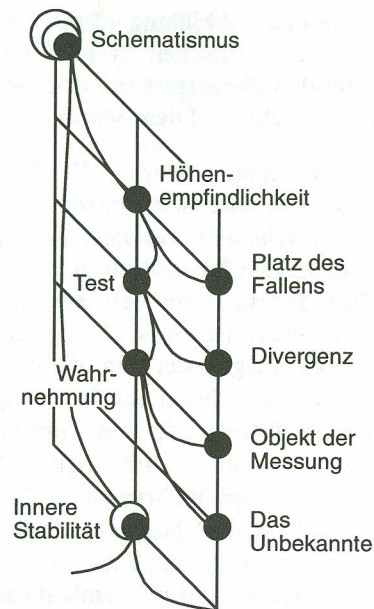 Schematismus
Höhen-
empfindlichkeit
Test
Platz des
Fallens
Divergenz
Wahr-
nehmung
Objekt der
Messung
Innere
Stabilität
Das
Unbekannte